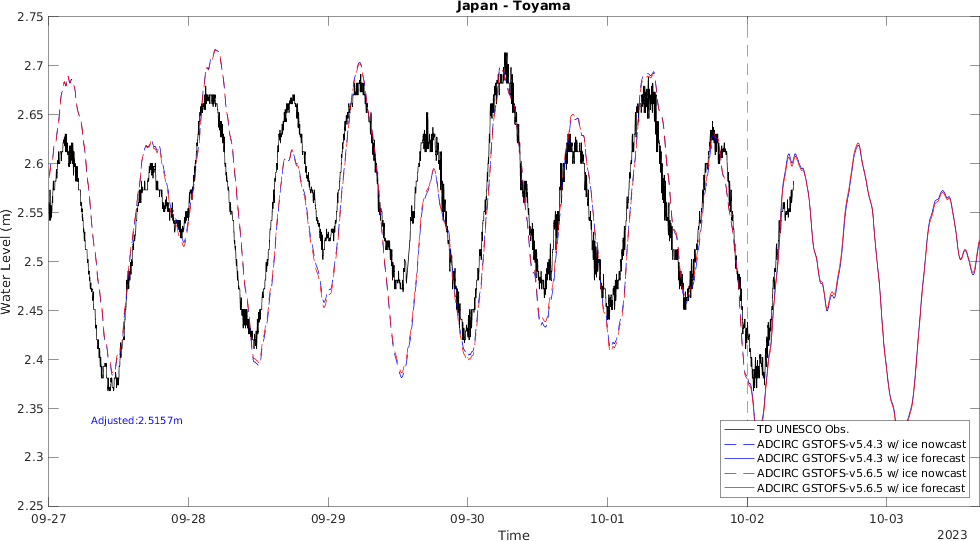 Japan - Toyama
Water Level (m)
2.75
2.7
2.65
2.6
2.55
2.5
2.45
2.4
2.35
2.3
2.25
Adjusted:2.5157m
TD UNESCO Obs.
ADCIRC GSTOFS-v5.4.3 w/ ice nowcast
ADCIRC GSTOFS-v5.4.3 w/ ice forecast
ADCIRC GSTOFS-v5.6.5 w/ ice nowcast
ADCIRC GSTOFS-v5.6.5 w/ ice forecast
09-27 09-28 09-29 09-30 10-01 10-02 10-03
Time
2023